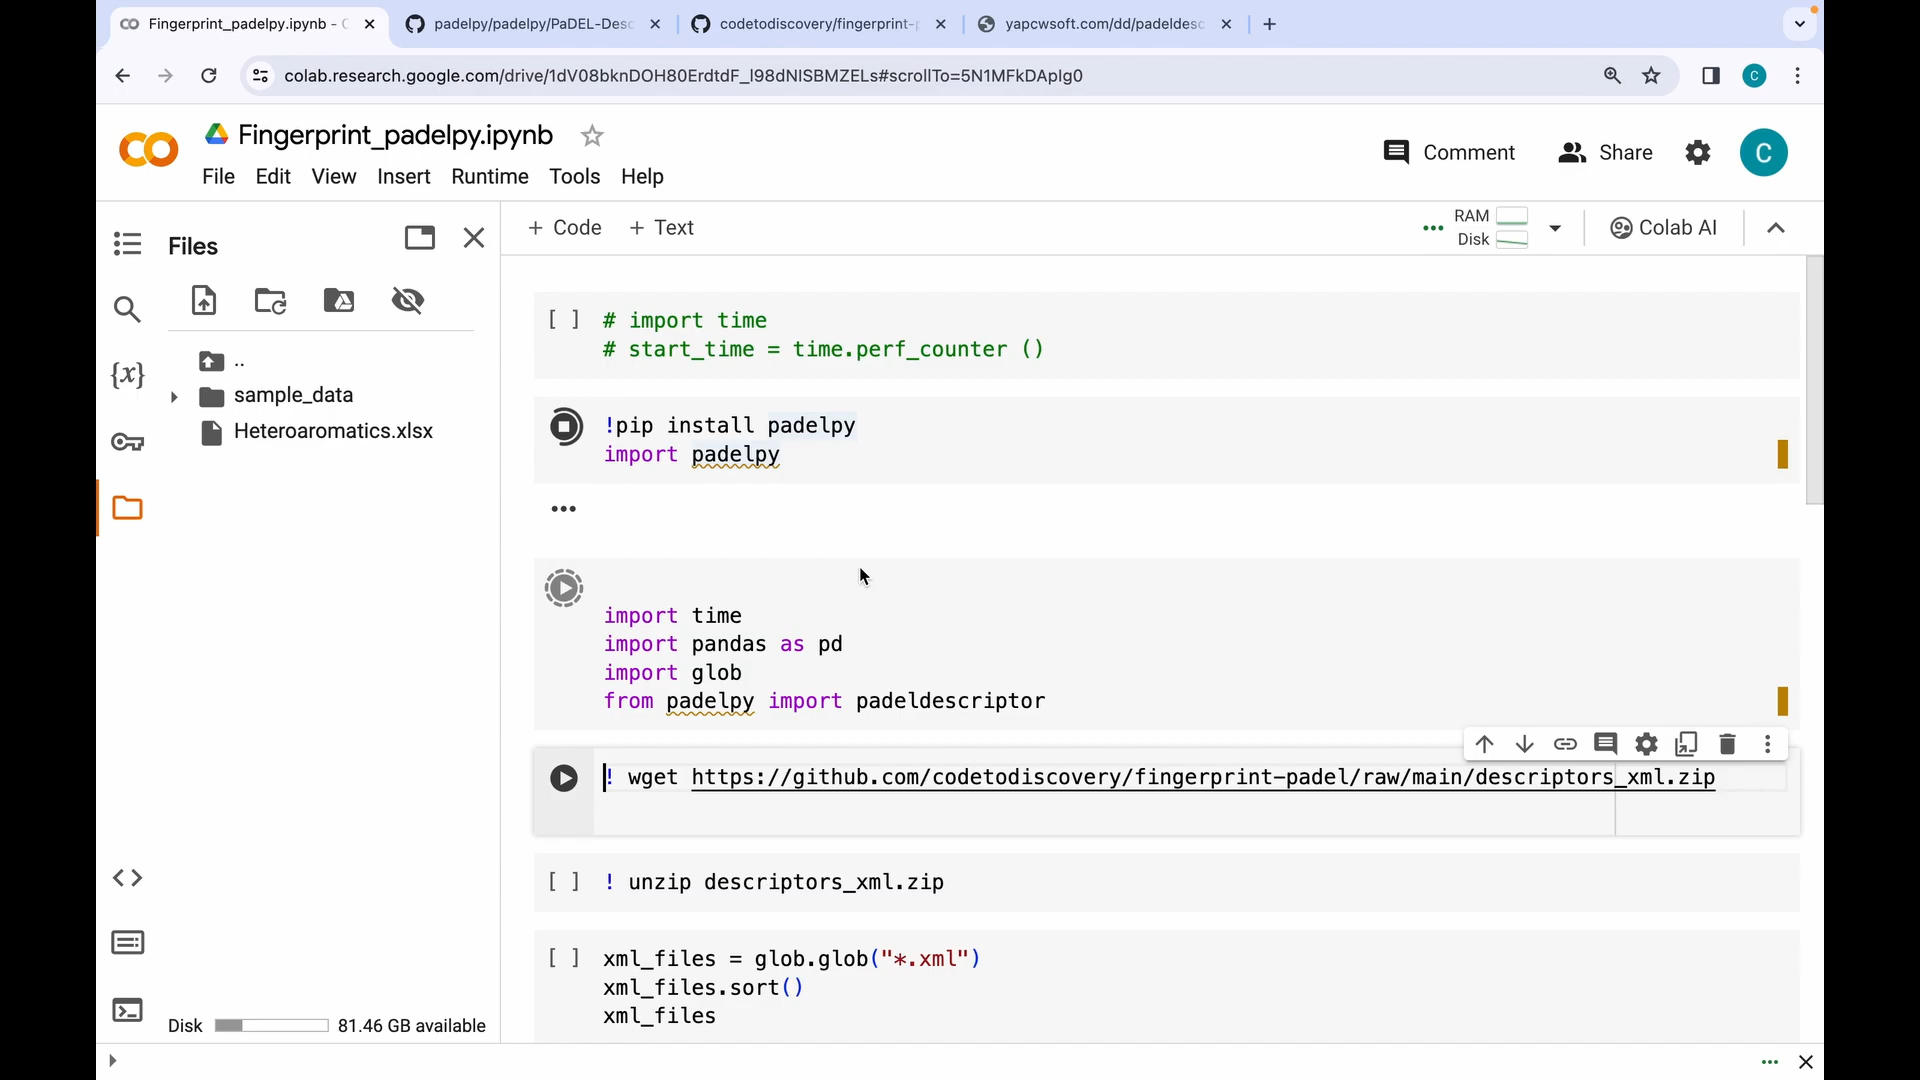 Fingerprint_padelpy.ipynb - C
padelpy/padelpy/PaDEL-Desc
codetodiscovery/fingerprint-p
yapcwsoft.com/dd/padeldesc
colab.research.google.com/drive/1dV08bknDOH80ErdtdF_l98dNISBMZELs#scrollTo=5N1MFkDApIg0
C
Fingerprint_padelpy.ipynb
File Edit View Insert Runtime Tools Help
Comment
Share
C
Files
+ Code + Text
RAM
Disk
Colab AI
..
sample_data
Heteroaromatics.xlsx
{x}
[ ] # import time
# start_time = time.perf_counter ()
!pip install padelpy
import padelpy
import time
import pandas as pd
import glob
from padelpy import padeldescriptor
! wget https://github.com/codetodiscovery/fingerprint-padel/raw/main/descriptors_xml.zip
[ ] ! unzip descriptors_xml.zip
[ ] xml_files = glob.glob("*.xml")
xml_files.sort()
xml_files
Disk 81.46 GB available